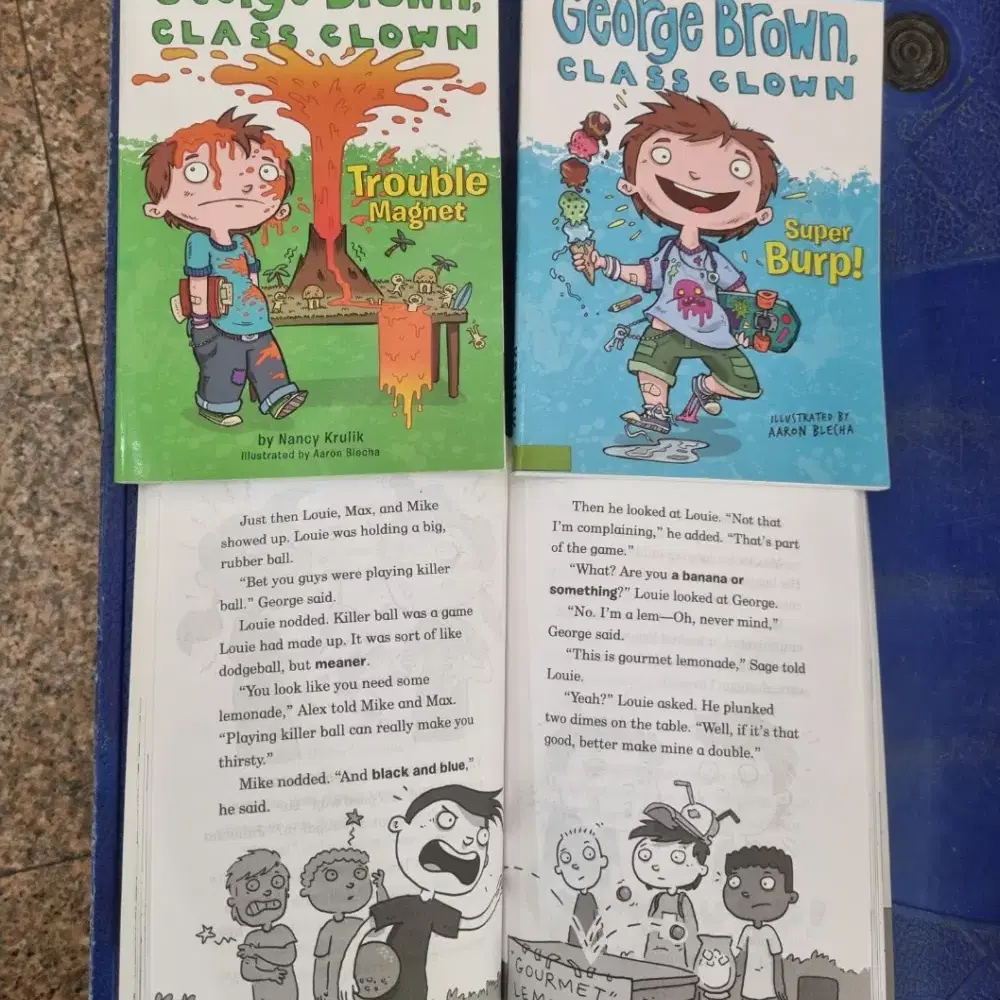 George Brown,
CLASS CLOWN
Trouble
Magnet
by Nancy Krulik
Illustrated by Aaron Blecha
George Brown,
CLASS CLOWN
Super
Burp!
ILLUSTRATED BY
AARON BLECHA
Just then Louie, Max, and Mike
showed up. Louie was holding a big,
rubber ball.
“Bet you guys were playing killer
ball.” George said.
Louie nodded. Killer ball was a game
Louie had made up. It was sort of like
dodgeball, but meaner.
“You look like you need some
lemonade,” Alex told Mike and Max.
“Playing killer ball can really make you
thirsty.”
Mike nodded. “And black and blue,”
he said.
Then he looked at Louie. “Not that
I’m complaining,” he added. “That’s part
of the game.”
“What? Are you a banana or
something?” Louie looked at George.
“No. I’m a lem—Oh, never mind,”
George said.
“This is gourmet lemonade,” Sage told
Louie.
“Yeah?” Louie asked. He plunked
two dimes on the table. “Well, if it’s that
good, better make mine a double.”
"GOURMET"